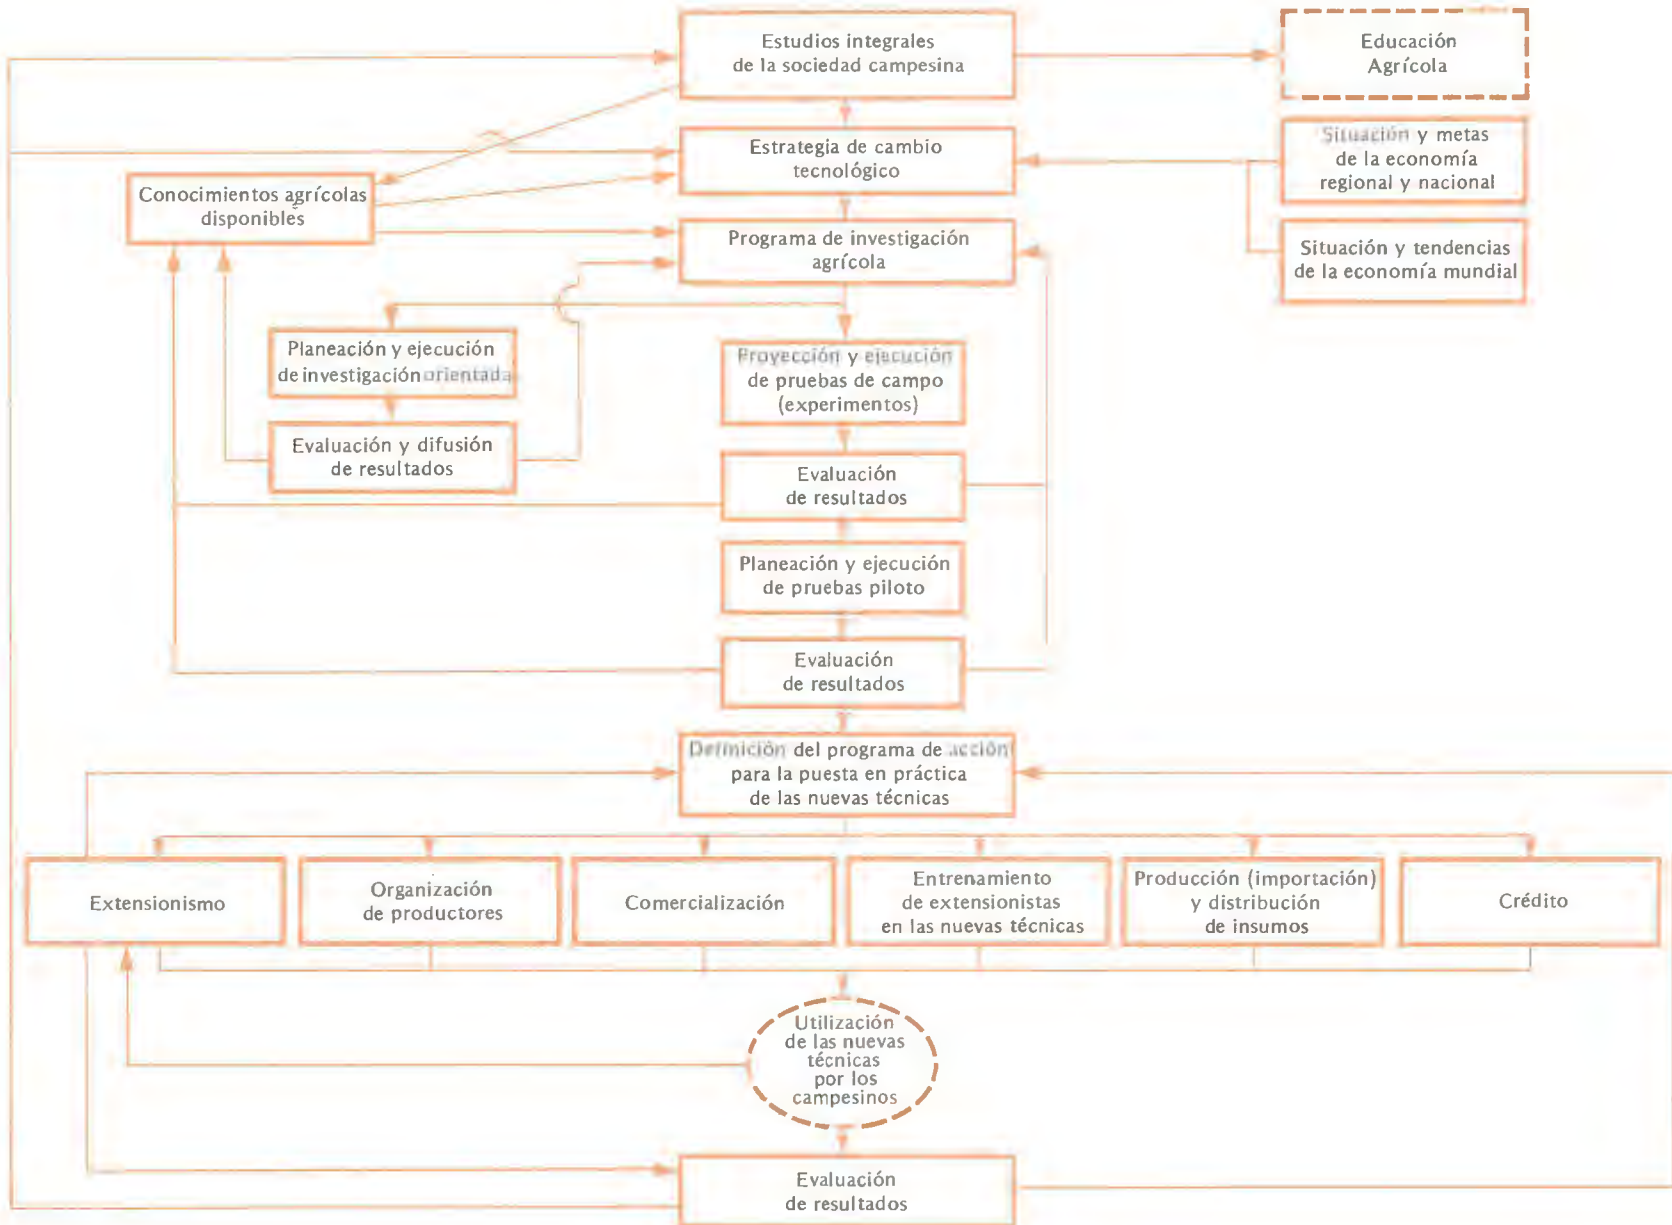 Estudios integrales
de la sociedad campesina
Educación
Agrícola
Estrategia de cambio
tecnológico
Situación y metas
de la economía
regional y nacional
Conocimientos agrícolas
disponibles
Programa de investigación
agrícola
Situación y tendencias
de la economía mundial
Planeación y ejecución
de investigación orientada
Proyección y ejecución
de pruebas de campo
(experimentos)
Evaluación y difusión
de resultados
Evaluación
de resultados
Planeación y ejecución
de pruebas piloto
Evaluación
de resultados
Definición del programa de acción
para la puesta en práctica
de las nuevas técnicas
Extensionismo
Organización
de productores
Comercialización
Entrenamiento
de extensionistas
en las nuevas técnicas
Producción (importación)
y distribución
de insumos
Crédito
Utilización
de las nuevas
técnicas
por los
campesinos
Evaluación
de resultados